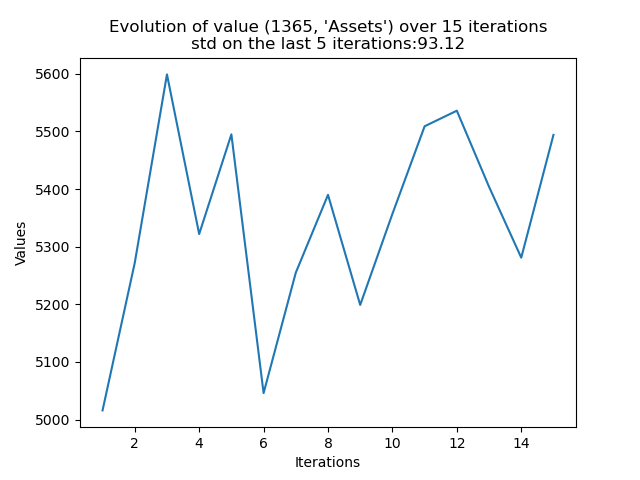 Evolution of value (1365, 'Assets') over 15 iterations
std on the last 5 iterations:93.12
5600
5500
5400
5300
5200
5100
5000
Values
2 4 6 8 10 12 14
Iterations